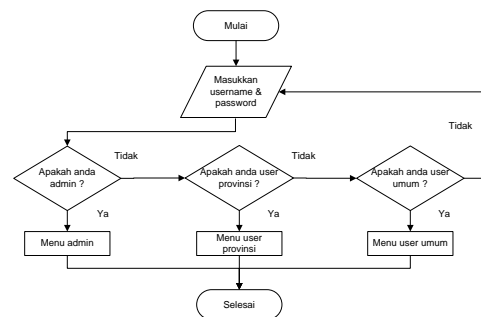 Mulai
Masukkan
username &
password
Tidak
Apakah anda
admin ?
Tidak
Apakah anda user
provinsi ?
Tidak
Apakah anda user
umum ?
Ya
Ya
Ya
Menu admin
Menu user
provinsi
Menu user umum
Selesai